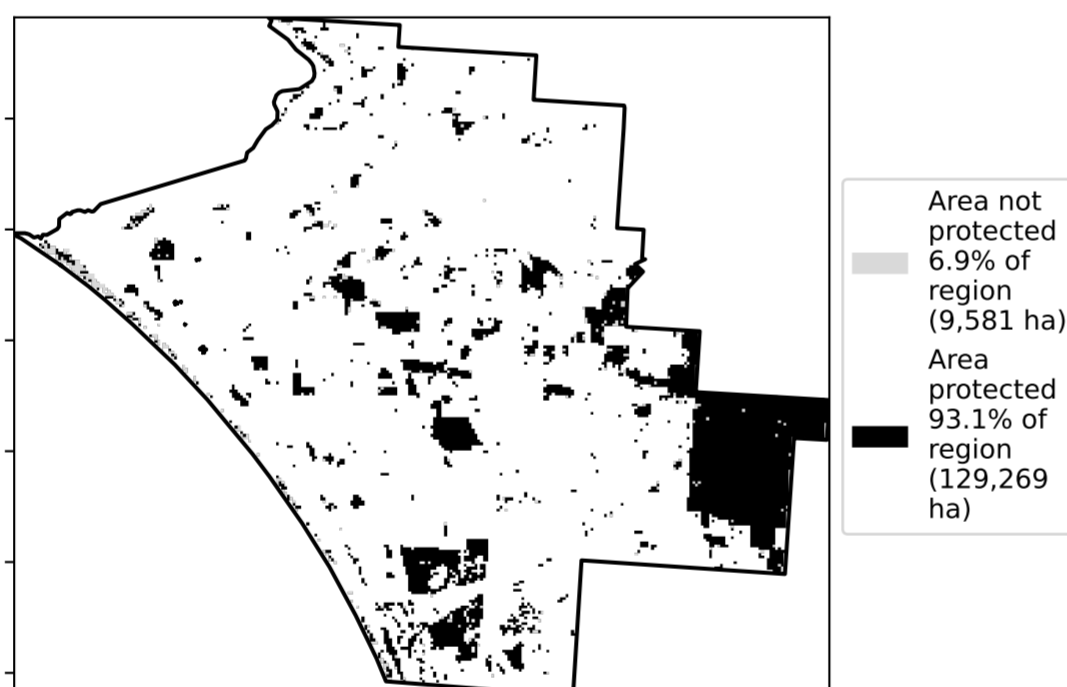 Area not
protected
6.9% of
region
(9,581 ha)
Area
protected
93.1% of
region
(129,269
ha)